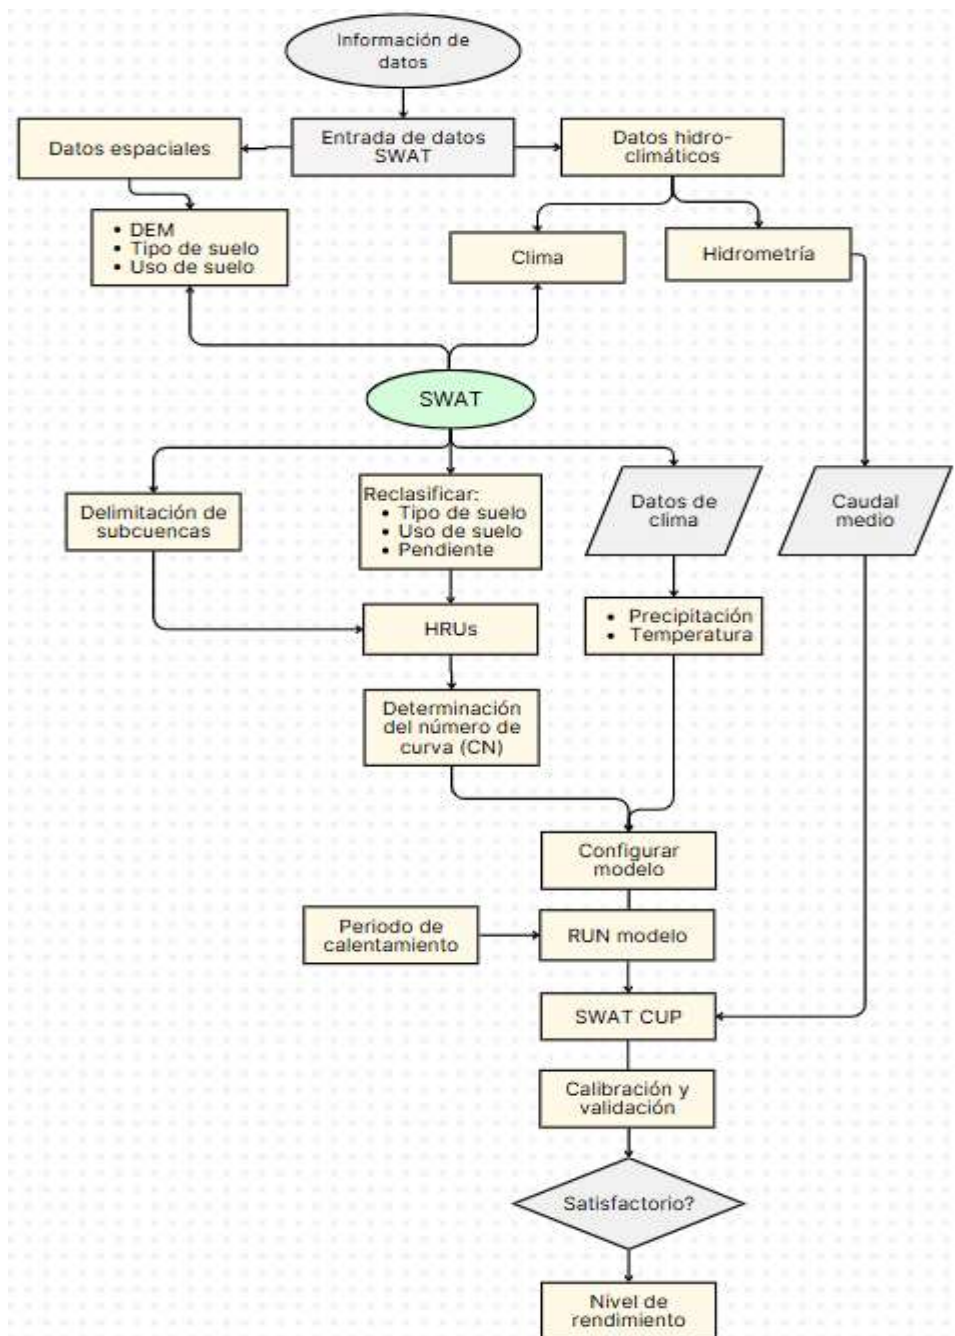 Información de
datos
Datos espaciales
Entrada de datos
SWAT
Datos hidro-
climáticos
• DEM
• Tipo de suelo
• Uso de suelo
Clima
Hidrometría
SWAT
Delimitación de
subcuencas
Reclasificar:
• Tipo de suelo
• Uso de suelo
• Pendiente
Datos de
clima
Caudal
medio
HRUs
• Precipitación
• Temperatura
Determinación
del número de
curva (CN)
Configurar
modelo
Periodo de
calentamiento
RUN modelo
SWAT CUP
Calibración y
validación
Satisfactorio?
Nivel de
rendimiento